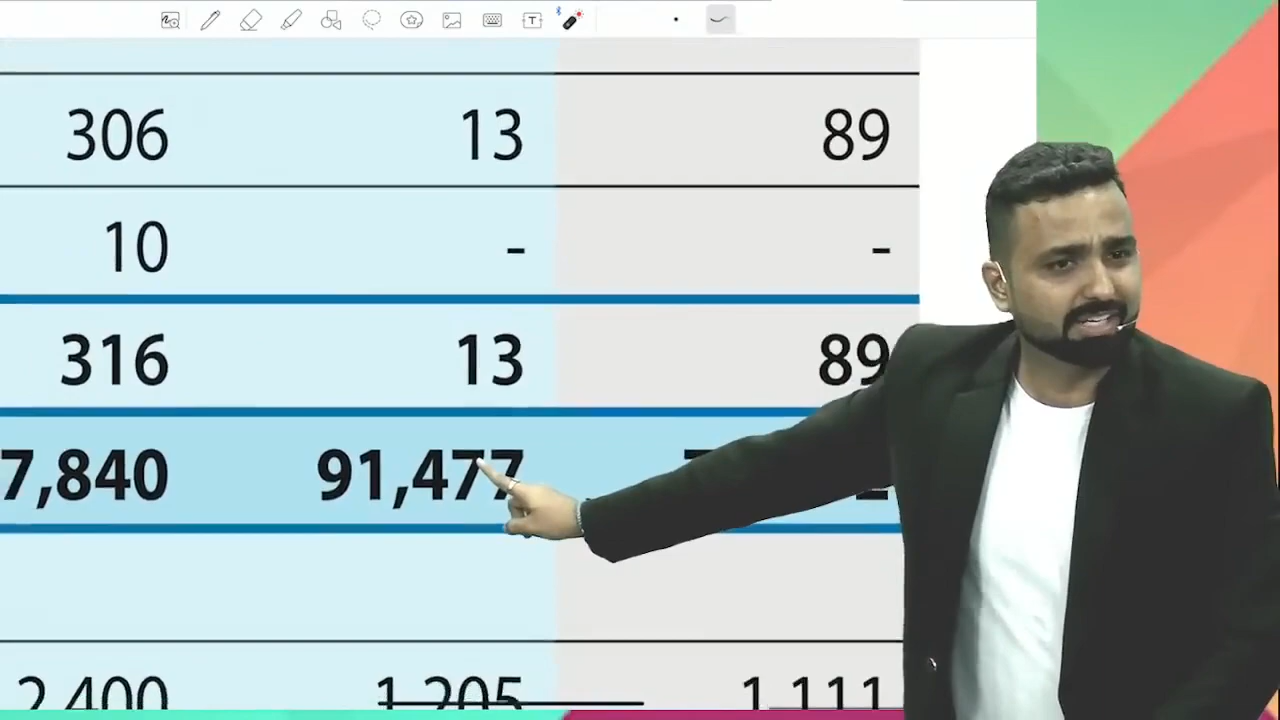 306 13 89
10 - -
316 13 89
7,840 91,477
2,400 1,205 1,111